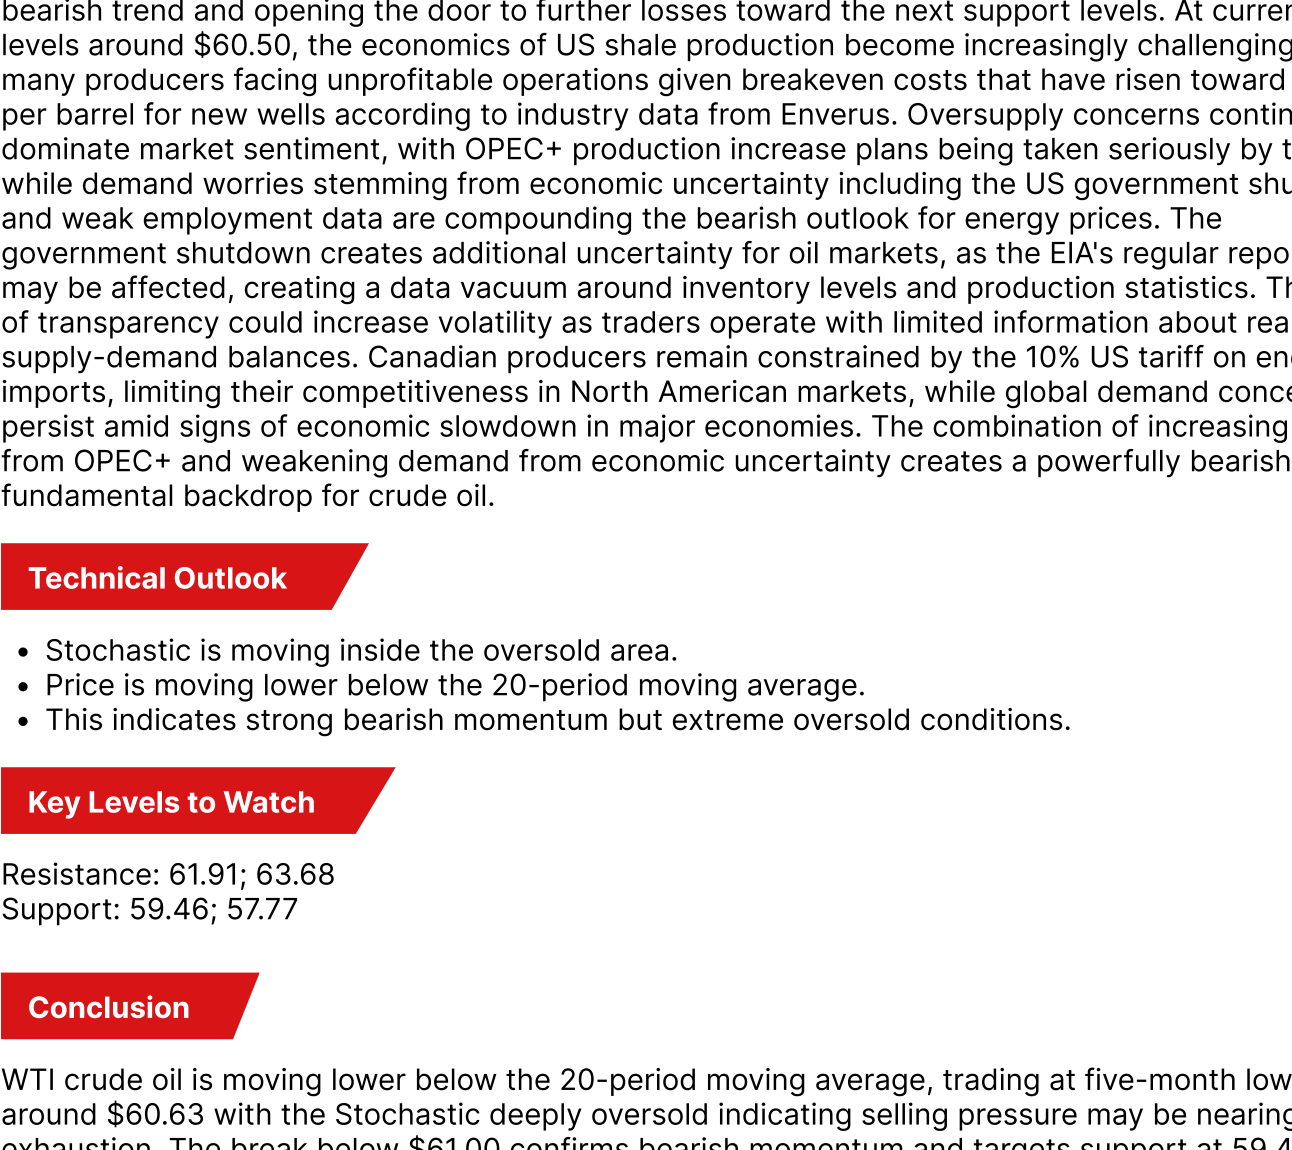 bearish trend and opening the door to further losses toward the next support levels. At
levels around $60.50, the economics of US shale production become increasingly challenging
many producers facing unprofitable operations given breakeven costs that have risen toward
per barrel for new wells according to industry data from Enverus. Oversupply concerns
dominate market sentiment, with OPEC+ production increase plans being taken seriously by
while demand worries stemming from economic uncertainty including the US government
and weak employment data are compounding the bearish outlook for energy prices. The
government shutdown creates additional uncertainty for oil markets, as the EIA's regular
may be affected, creating a data vacuum around inventory levels and production statistics.
of transparency could increase volatility as traders operate with limited information about
supply-demand balances. Canadian producers remain constrained by the 10% US tariff on
imports, limiting their competitiveness in North American markets, while global demand
persist amid signs of economic slowdown in major economies. The combination of increasing
from OPEC+ and weakening demand from economic uncertainty creates a powerfully bearish
fundamental backdrop for crude oil.
Technical Outlook
• Stochastic is moving inside the oversold area.
• Price is moving lower below the 20-period moving average.
• This indicates strong bearish momentum but extreme oversold conditions.
Key Levels to Watch
Resistance: 61.91; 63.68
Support: 59.46; 57.77
Conclusion
WTI crude oil is moving lower below the 20-period moving average, trading at five-month
around $60.63 with the Stochastic deeply oversold indicating selling pressure may be nearing
exhaustion. The break below $61.00 confirms bearish momentum and targets support at